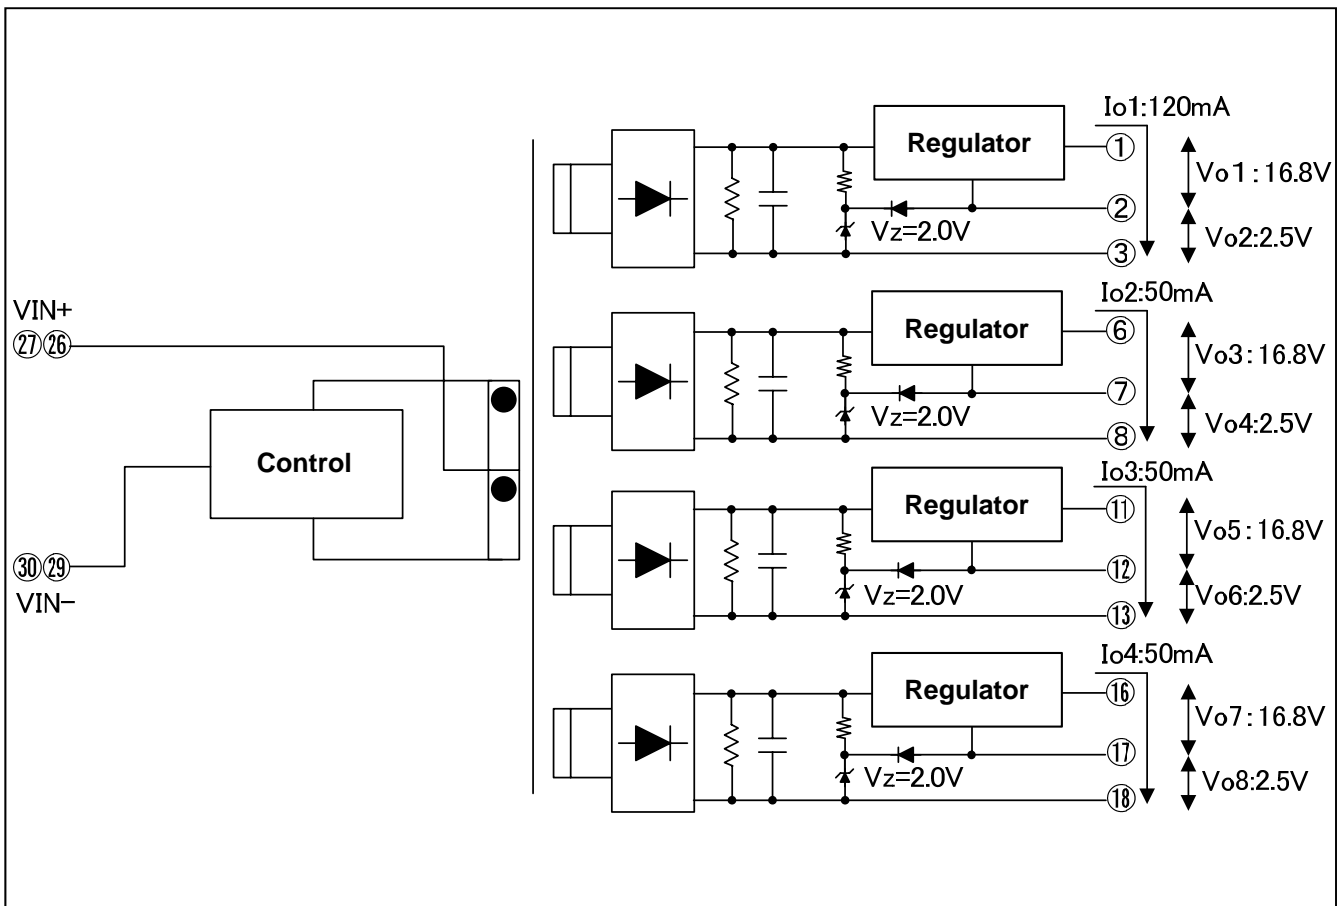 Io1:120mA
Regulator
①
Vo1:16.8V
②
Vz=2.0V
Vo2:2.5V
③
Io2:50mA
VIN+
㉗㉖
Regulator
⑥
Vo3:16.8V
⑦
Vz=2.0V
Vo4:2.5V
⑧
Control
Io3:50mA
Regulator
⑪
Vo5:16.8V
㉚㉙
VIN−
⑫
Vz=2.0V
Vo6:2.5V
⑬
Io4:50mA
Regulator
⑯
Vo7:16.8V
⑰
Vz=2.0V
Vo8:2.5V
⑱